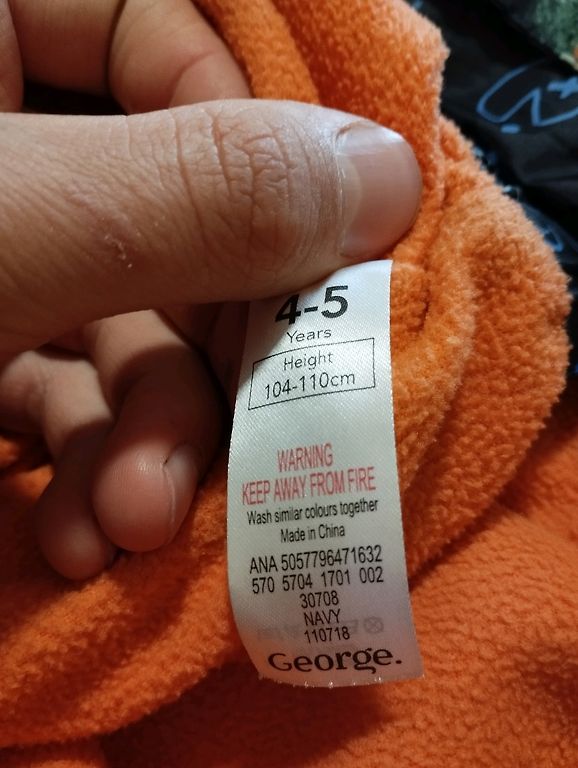 4-5
Years
Height
104-110cm
WARNING
KEEP AWAY FROM FIRE
Wash similar colours together
Made in China
ANA 5057796471632
570 5704 1701 002
30708
NAVY
110718
George.